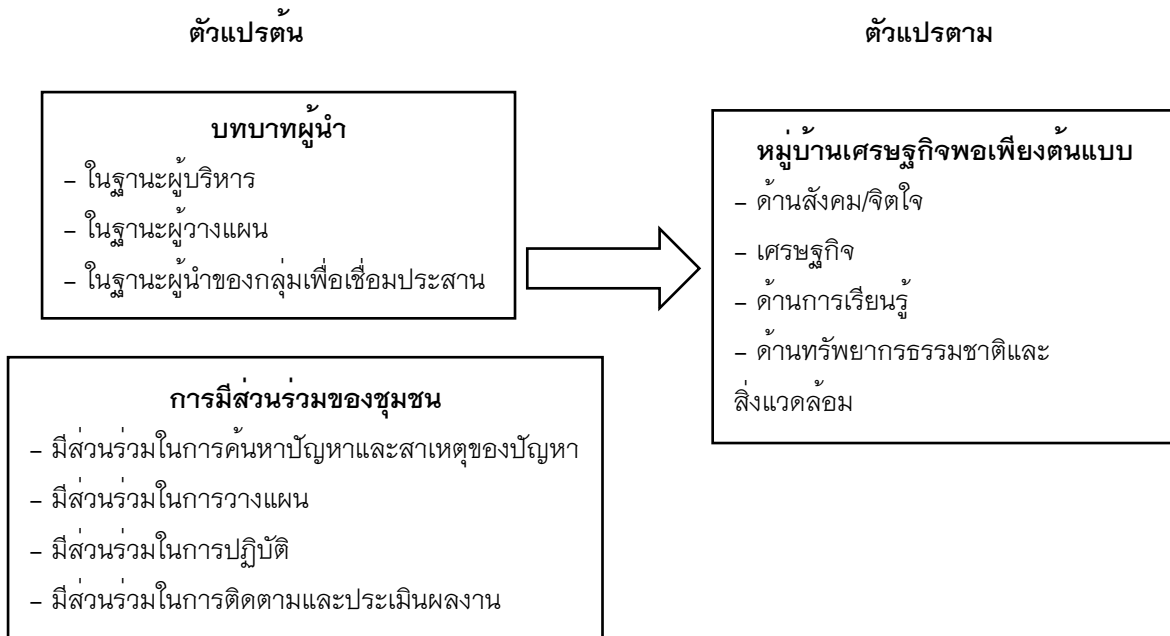 ตัวแปรต้น
ตัวแปรตาม
บทบาทผู้นำ
– ในฐานะผู้บริหาร
– ในฐานะผู้วางแผน
– ในฐานะผู้นำของกลุ่มเพื่อเชื่อมประสาน
การมีส่วนร่วมของชุมชน
– มีส่วนร่วมในการค้นหาปัญหาและสาเหตุของปัญหา
– มีส่วนร่วมในการวางแผน
– มีส่วนร่วมในการปฏิบัติ
– มีส่วนร่วมในการติดตามและประเมินผลงาน
หมู่บ้านเศรษฐกิจพอเพียงต้นแบบ
– ด้านสังคม/จิตใจ
– เศรษฐกิจ
– ด้านการเรียนรู้
– ด้านทรัพยากรธรรมชาติและ
สิ่งแวดล้อม